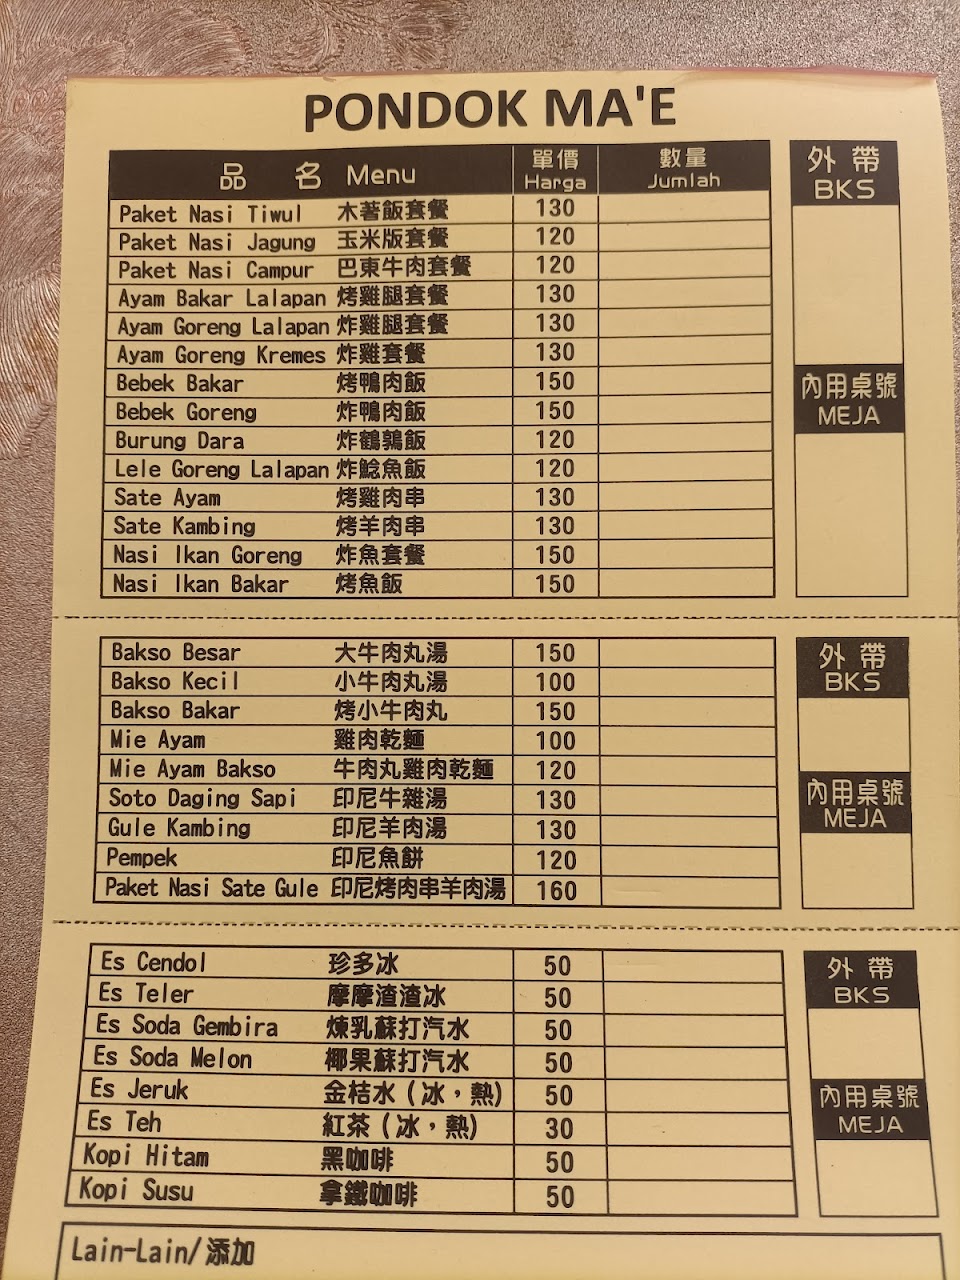 PONDOK MA'E
品 名 Menu 單價 Harga 數量 Jumlah 外帶 BKS
Paket Nasi Tiwul 木著飯套餐 130
Paket Nasi Jagung 玉米版套餐 120
Paket Nasi Campur 巴東牛肉套餐 120
Ayam Bakar Lalapan 烤雞腿套餐 130
Ayam Goreng Lalapan 炸雞腿套餐 130
Ayam Goreng Kremes 炸雞套餐 130
Bebek Bakar 烤鴨肉飯 150 內用桌號
Bebek Goreng 炸鴨肉飯 150 MEJA
Burung Dara 炸鶴鶉飯 120
Lele Goreng Lalapan 炸鯰魚飯 120
Sate Ayam 烤雞肉串 130
Sate Kambing 烤羊肉串 130
Nasi Ikan Goreng 炸魚套餐 150
Nasi Ikan Bakar 烤魚飯 150
Bakso Besar 大牛肉丸湯 150 外帶
Bakso Kecil 小牛肉丸湯 100 BKS
Bakso Bakar 烤小牛肉丸 150
Mie Ayam 雞肉乾麵 100
Mie Ayam Bakso 牛肉丸雞肉乾麵 120
Soto Daging Sapi 印尼牛雜湯 130 內用桌號
Gule Kambing 印尼羊肉湯 130 MEJA
Pempek 印尼魚餅 120
Paket Nasi Sate Gule 印尼烤肉串羊肉湯 160
Es Cendol 珍多冰 50 外帶
Es Teler 摩摩渣渣冰 50 BKS
Es Soda Gembira 煉乳蘇打汽水 50
Es Soda Melon 椰果蘇打汽水 50
Es Jeruk 金桔水(冰,熱) 50 內用桌號
Es Teh 紅茶(冰,熱) 30 MEJA
Kopi Hitam 黑咖啡 50
Kopi Susu 拿鐵咖啡 50
Lain-Lain/添加